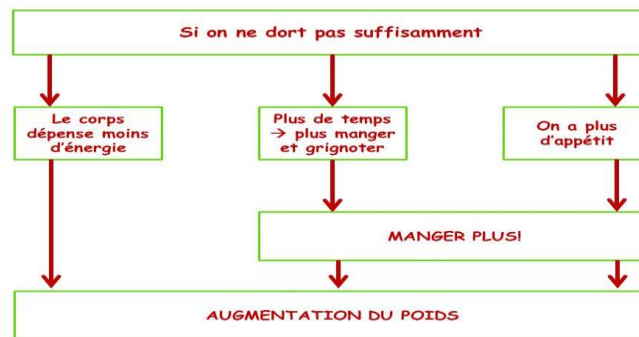 Si on ne dort pas suffisamment
Le corps
dépense moins
d'énergie
Plus de temps
→ plus manger
et grignoter
On a plus
d'appétit
MANGER PLUS!
AUGMENTATION DU POIDS